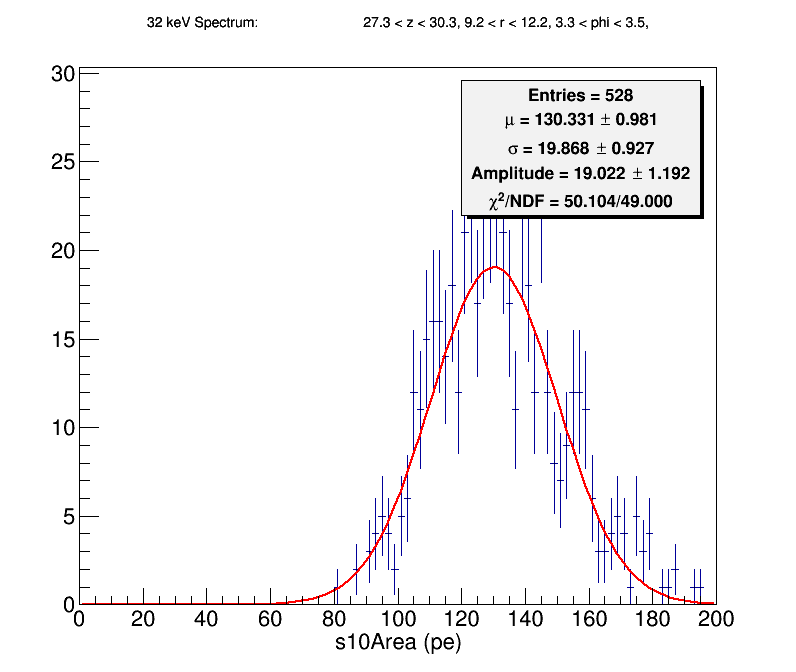 32 keV Spectrum: 27.3 < z < 30.3, 9.2 < r < 12.2, 3.3 < phi < 3.5,
Entries = 528
μ = 130.331 ± 0.981
σ = 19.868 ± 0.927
Amplitude = 19.022 ± 1.192
χ²/NDF = 50.104/49.000
30
25
20
15
10
5
0
0 20 40 60 80 100 120 140 160 180 200
s10Area (pe)